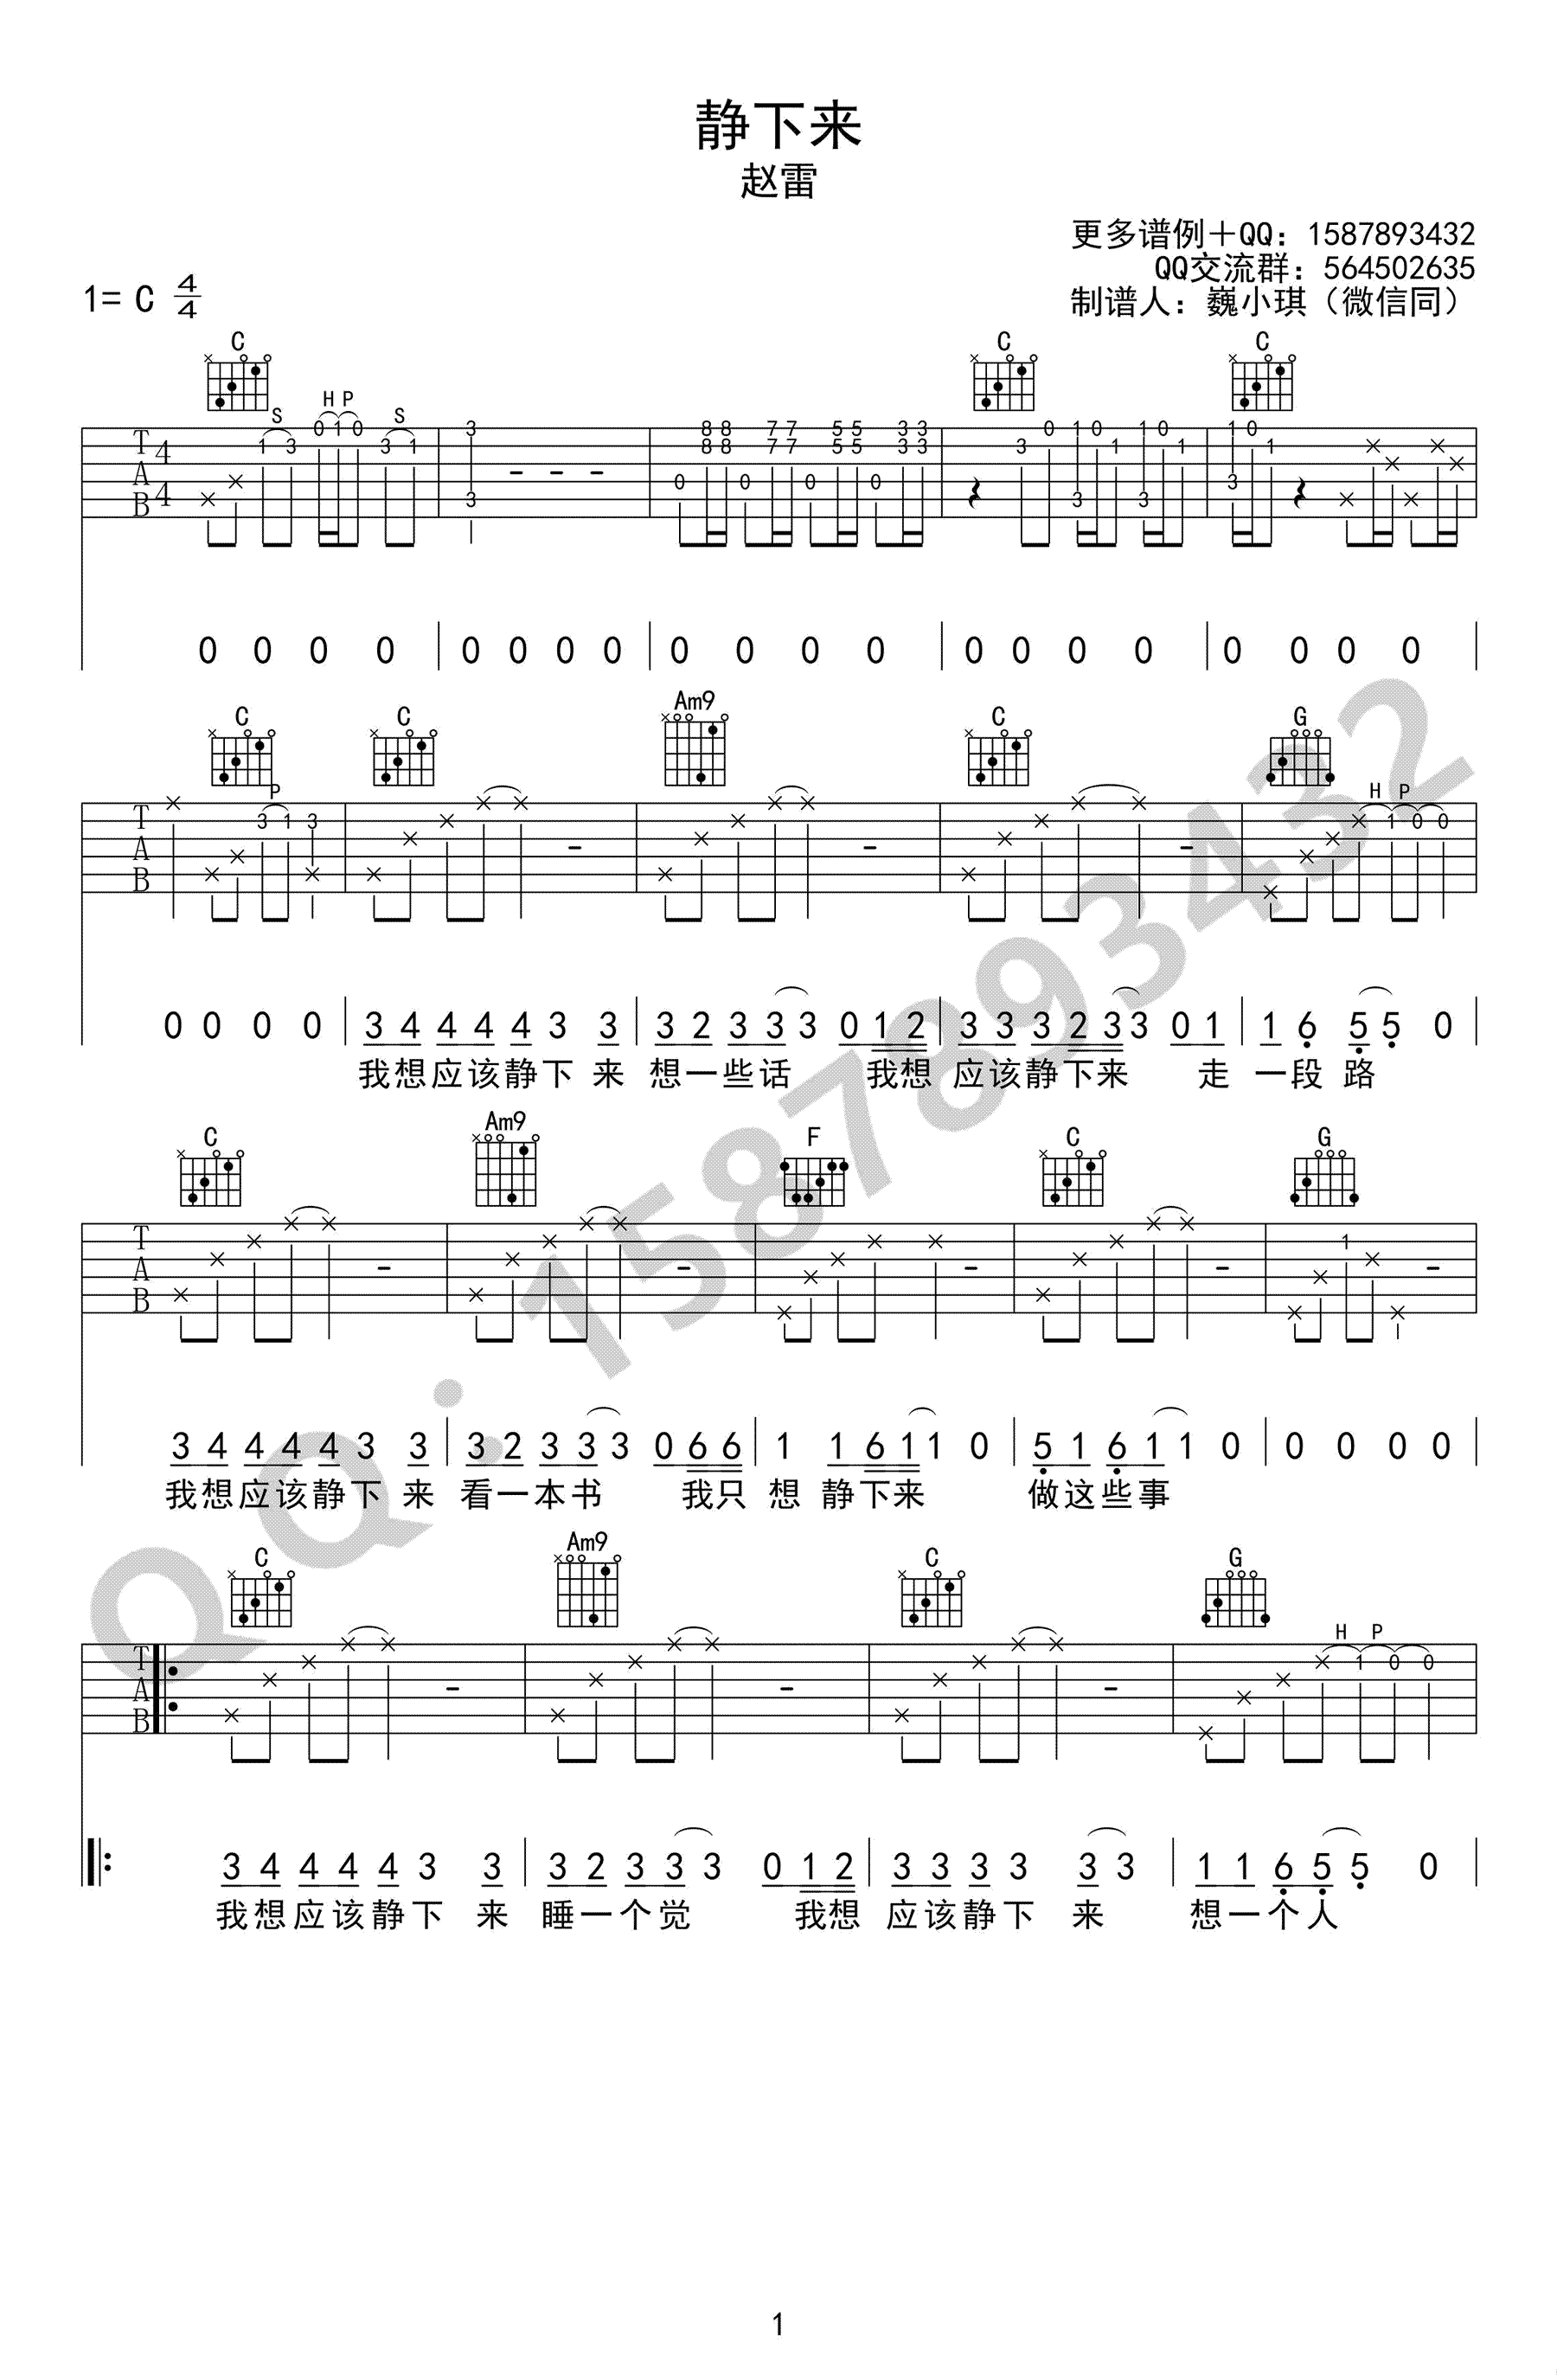 静下来
赵雷
更多谱例＋QQ：1587893432
QQ交流群：564502635
1= C 4/4 制谱人：巍小琪（微信同）
C C C
S H P S
T A B 4 4
1 3 0 1 0 3 1 3 3
0 8 8 8 8 0 7 7 7 7 0 5 5 5 5 0 3 3 3 3
3 0 1 3 0 1 1 3 0 1 1 3 0 1
0 0 0 0 0 0 0 0 0 0 0 0 0 0 0 0 0 0 0 0
C C Am9 C G
P H P
T A B 3 1 3 1 0 0
0 0 0 0 3 4 4 4 4 3 3 3 2 3 3 3 0 1 2 3 3 3 2 3 3 0 1 1 6 5 5 0
我想应该静下 来 想一些话 我想 应该静下来 走 一段 路
C Am9 F C G
T A B 1
3 4 4 4 4 3 3 3 2 3 3 3 0 6 6 1 1 6 1 1 0 5 1 6 1 1 0 0 0 0 0
我想应该静下 来 看一本书 我只 想 静下来 做这些事
C Am9 C G
H P
T A B 1 0 0
3 4 4 4 4 3 3 3 2 3 3 3 0 1 2 3 3 3 3 3 3 1 1 6 5 5 0
我想应该静下 来 睡一个觉 我想 应该静下 来 想一个人
QQ：1587893432
1